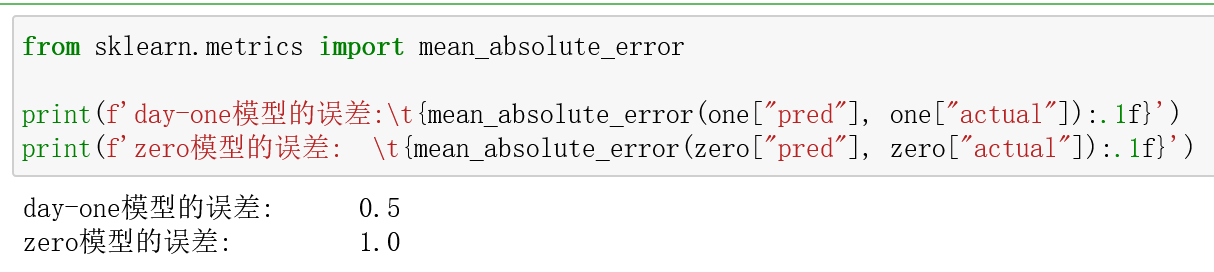 from sklearn.metrics import mean_absolute_error
print(f'day-one模型的误差:\t{mean_absolute_error(one["pred"], one["actual"]):.1f}')
print(f'zero模型的误差:  \t{mean_absolute_error(zero["pred"], zero["actual"]):.1f}')
day-one模型的误差:	0.5
zero模型的误差:  	1.0